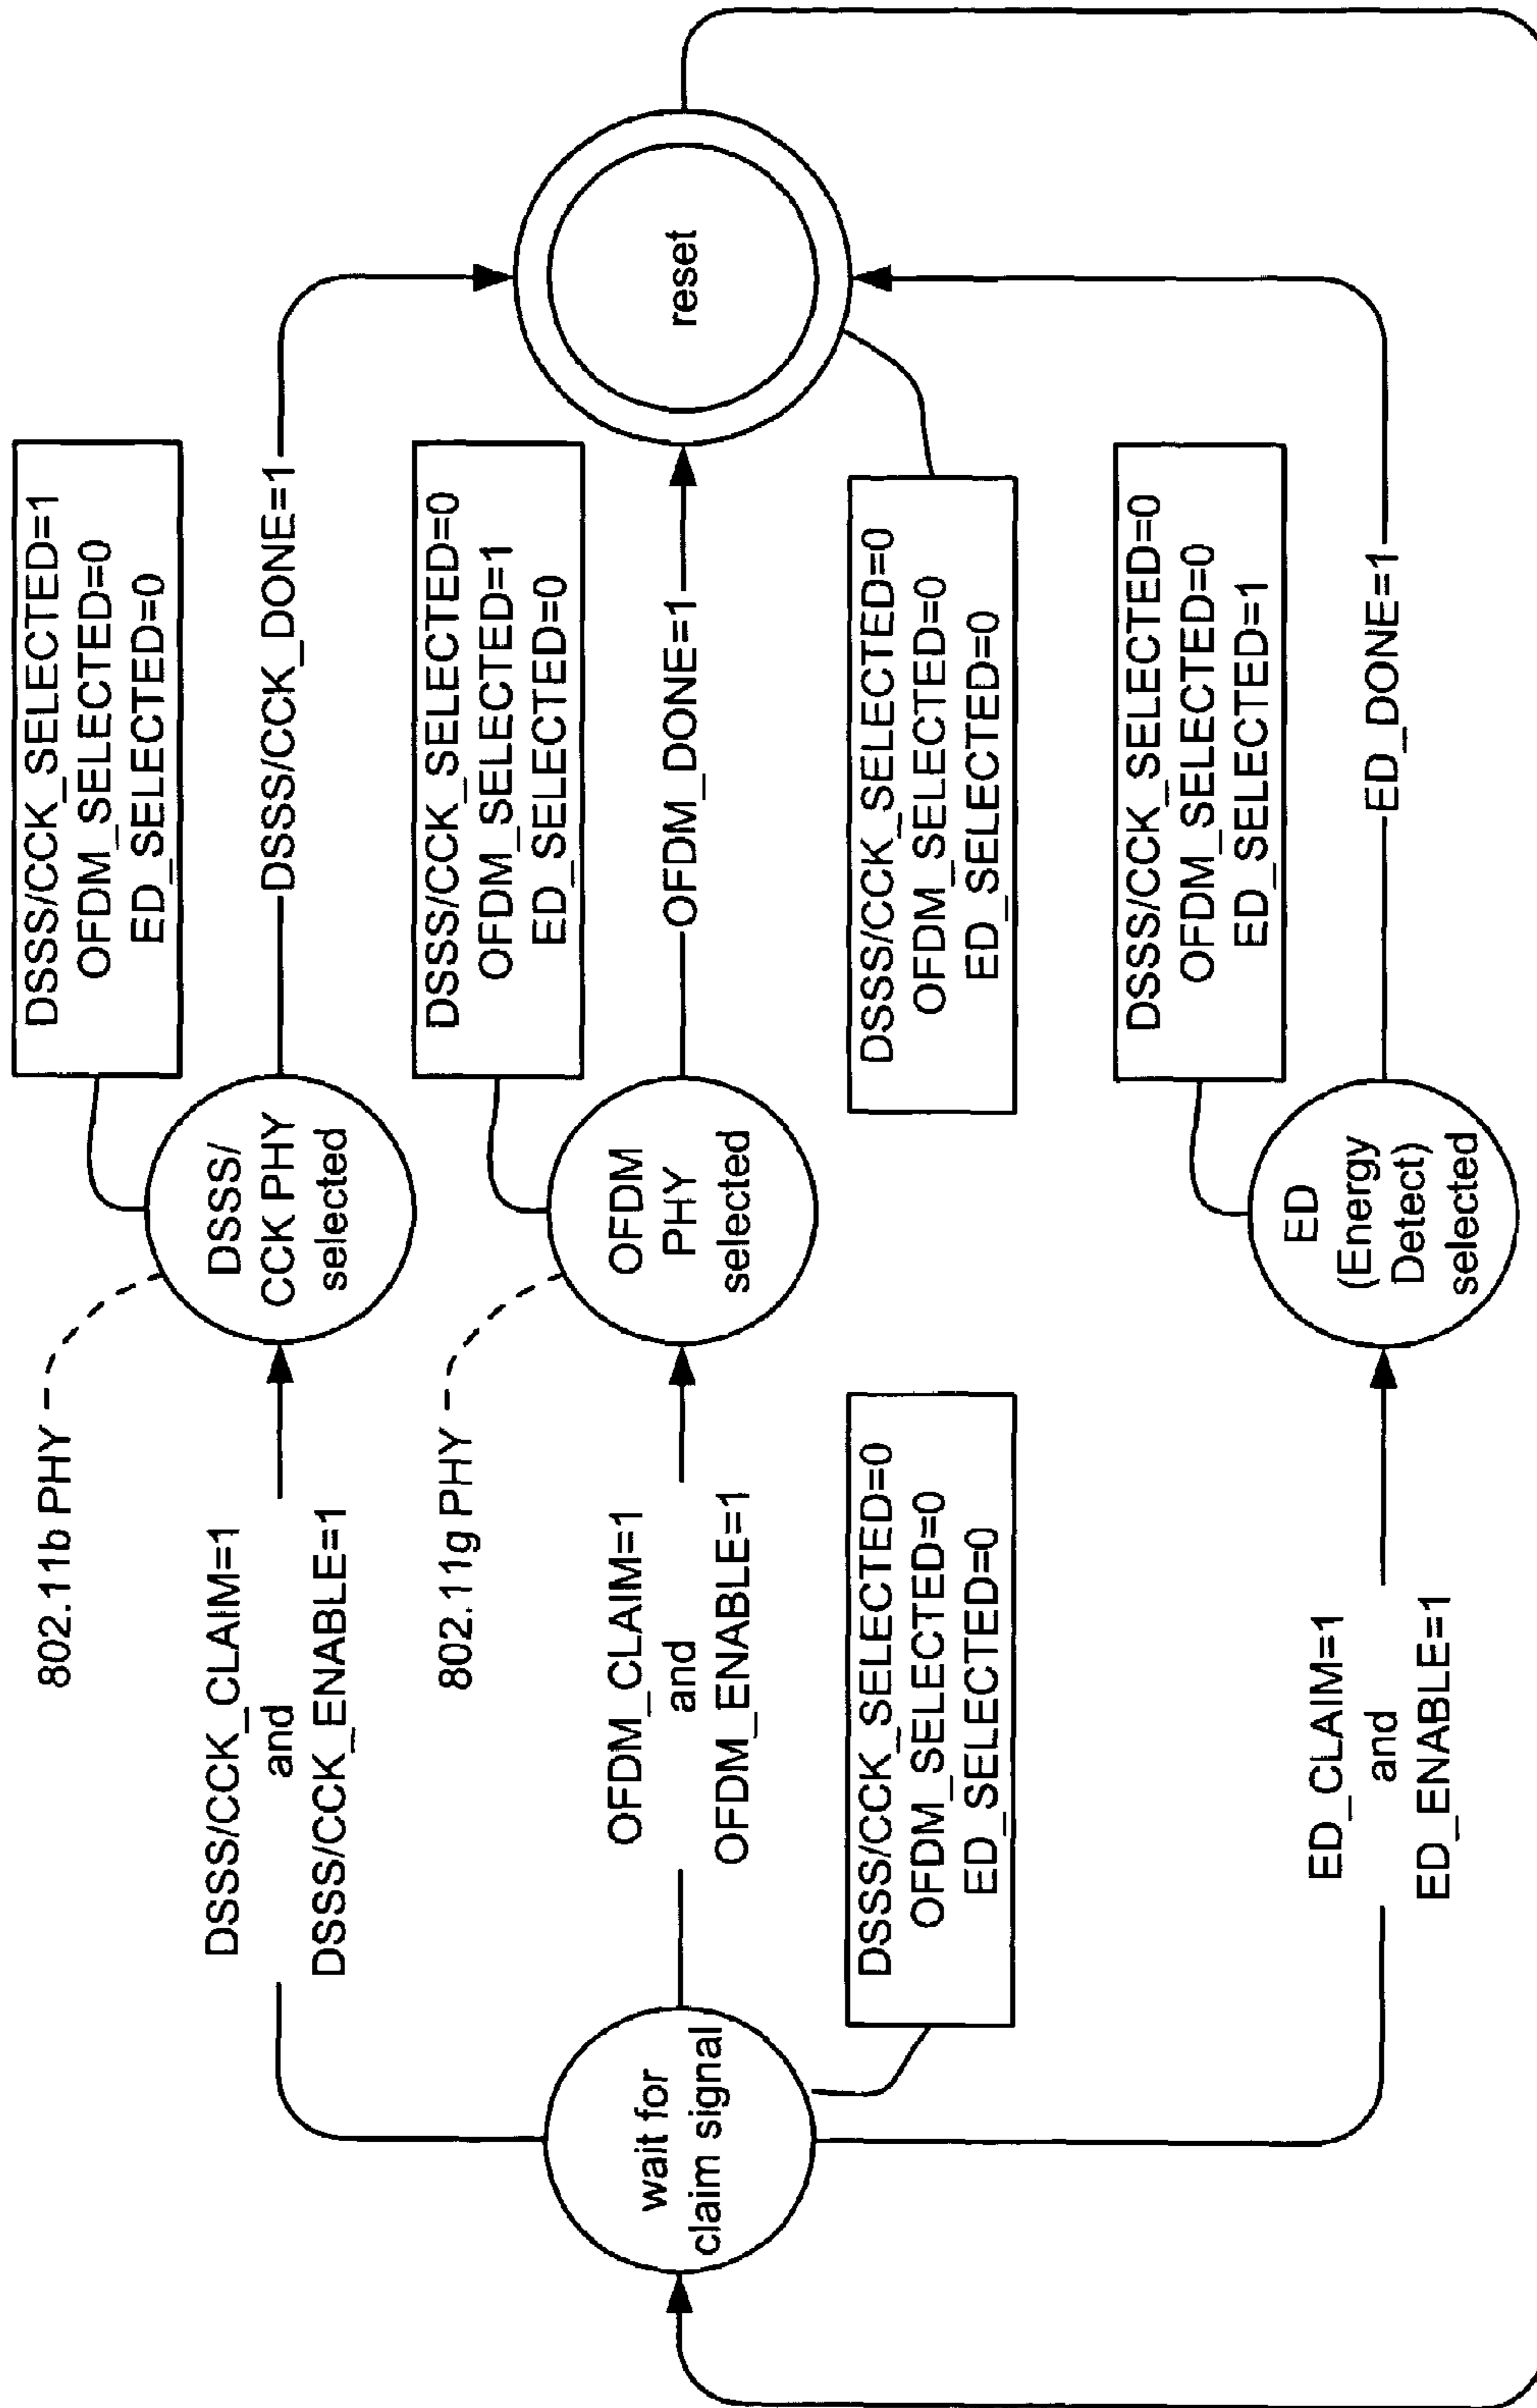 802.11b PHY
DSSS/CCK_CLAIM=1
and
DSSS/CCK_ENABLE=1
DSSS/
CCK PHY
selected
DSSS/CCK_SELECTED=1
OFDM_SELECTED=0
ED_SELECTED=0
DSSS/CCK_DONE=1
802.11g PHY
OFDM_CLAIM=1
and
OFDM_ENABLE=1
OFDM
PHY
selected
DSSS/CCK_SELECTED=0
OFDM_SELECTED=1
ED_SELECTED=0
OFDM_DONE=1
wait for
claim signal
DSSS/CCK_SELECTED=0
OFDM_SELECTED=0
ED_SELECTED=0
reset
DSSS/CCK_SELECTED=0
OFDM_SELECTED=0
ED_SELECTED=0
ED_CLAIM=1
and
ED_ENABLE=1
ED
(Energy
Detect)
selected
DSSS/CCK_SELECTED=0
OFDM_SELECTED=0
ED_SELECTED=1
ED_DONE=1